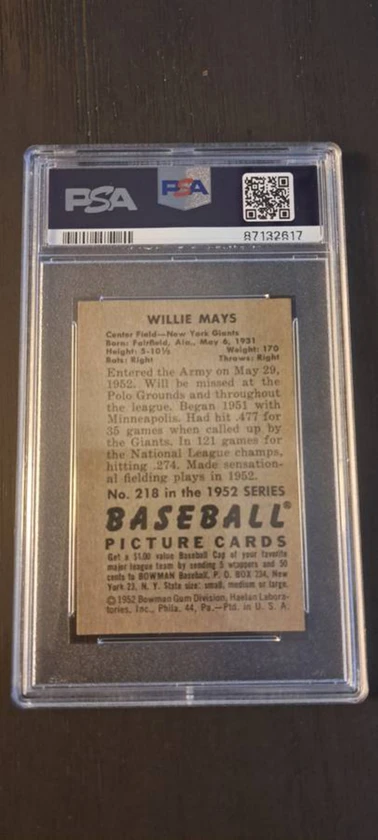 PSA
PSA
87132617
WILLIE MAYS
Center Field—New York Giants
Born: Fairfield, Ala., May 6, 1931
Height: 5-10½ Weight: 170
Bats: Right Throws: Right
Entered the Army on May 29,
1952. Will be missed at the
Polo Grounds and throughout
the league. Began 1951 with
Minneapolis. Had hit .477 for
35 games when called up by
the Giants. In 121 games for
the National League champs,
hitting .274. Made sensation-
al fielding plays in 1952.
No. 218 in the 1952 SERIES
BASEBALL®
PICTURE CARDS
Get a $1.00 value Baseball Cap of your favorite
major league team by sending 5 wrappers and 50
cents to BOWMAN Baseball, P. O. BOX 234, New
York 23, N. Y. State size: small, medium or large.
© 1952 Bowman Gum Division, Haelan Labora-
tories, Inc., Phila. 44, Pa.—Ptd. in U. S. A.